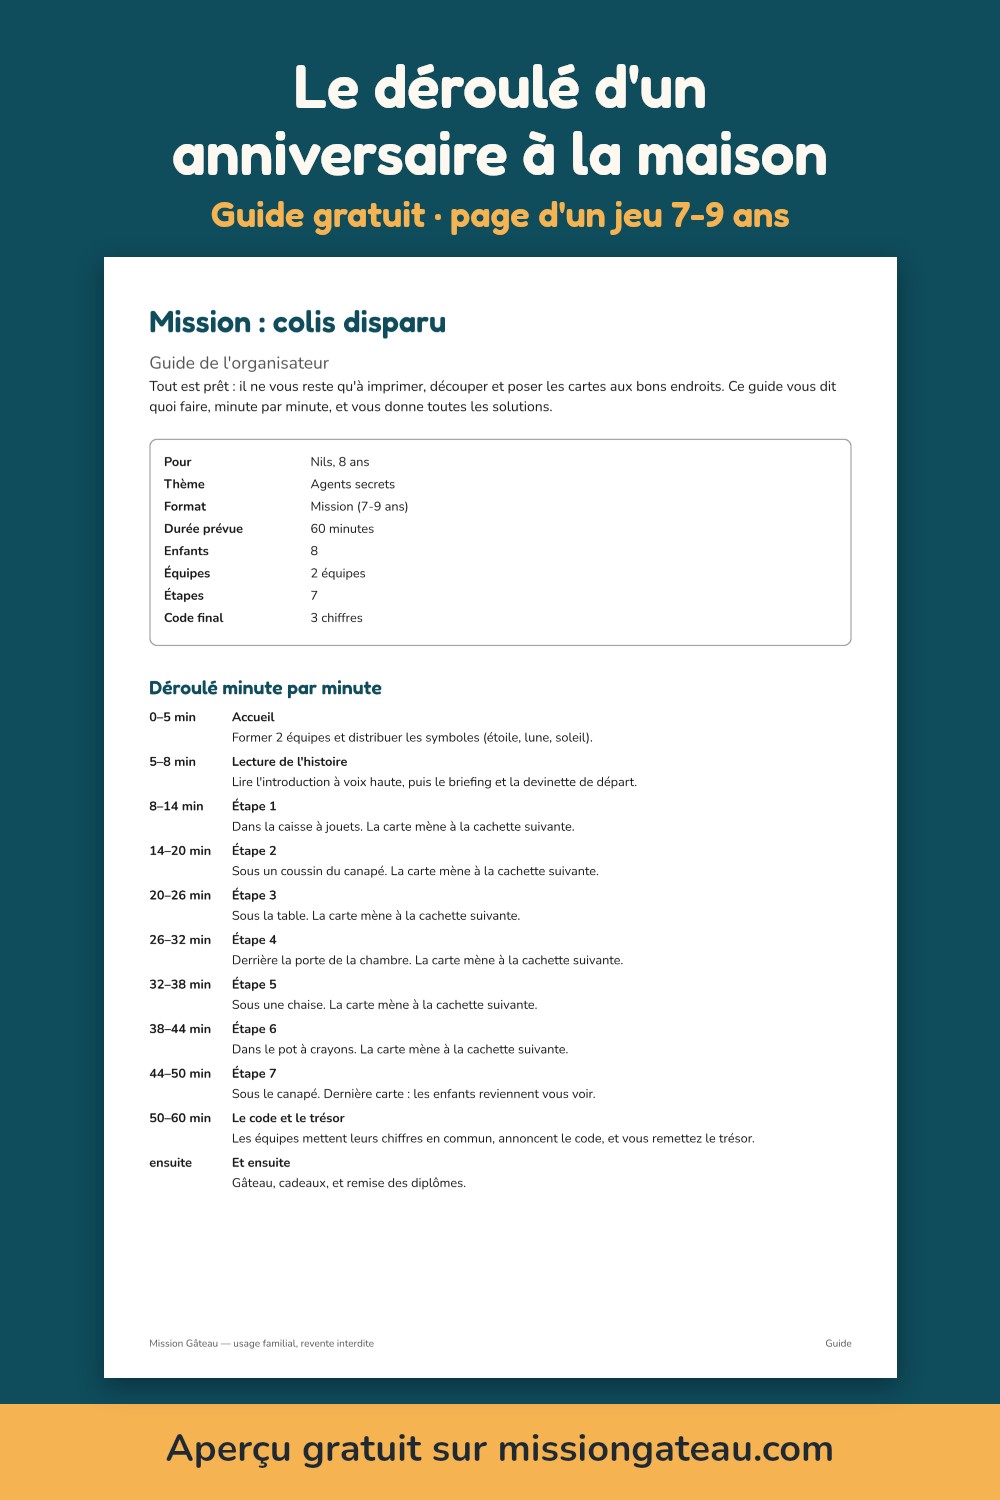 Le déroulé d'un
anniversaire à la maison
Guide gratuit · page d'un jeu 7-9 ans
Mission : colis disparu
Guide de l'organisateur
Tout est prêt : il ne vous reste qu'à imprimer, découper et poser les cartes aux bons endroits. Ce guide vous dit
quoi faire, minute par minute, et vous donne toutes les solutions.
Pour Nils, 8 ans
Thème Agents secrets
Format Mission (7-9 ans)
Durée prévue 60 minutes
Enfants 8
Équipes 2 équipes
Étapes 7
Code final 3 chiffres
Déroulé minute par minute
0–5 min Accueil
Former 2 équipes et distribuer les symboles (étoile, lune, soleil).
5–8 min Lecture de l'histoire
Lire l'introduction à voix haute, puis le briefing et la devinette de départ.
8–14 min Étape 1
Dans la caisse à jouets. La carte mène à la cachette suivante.
14–20 min Étape 2
Sous un coussin du canapé. La carte mène à la cachette suivante.
20–26 min Étape 3
Sous la table. La carte mène à la cachette suivante.
26–32 min Étape 4
Derrière la porte de la chambre. La carte mène à la cachette suivante.
32–38 min Étape 5
Sous une chaise. La carte mène à la cachette suivante.
38–44 min Étape 6
Dans le pot à crayons. La carte mène à la cachette suivante.
44–50 min Étape 7
Sous le canapé. Dernière carte : les enfants reviennent vous voir.
50–60 min Le code et le trésor
Les équipes mettent leurs chiffres en commun, annoncent le code, et vous remettez le trésor.
ensuite Et ensuite
Gâteau, cadeaux, et remise des diplômes.
Mission Gâteau — usage familial, revente interdite Guide
Aperçu gratuit sur missiongateau.com